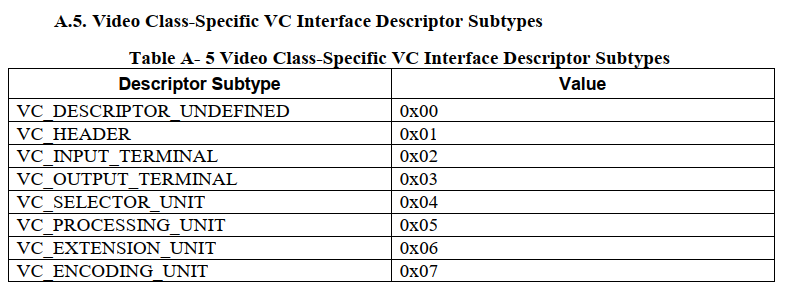 A.5. Video Class-Specific VC Interface Descriptor Subtypes
Table A- 5 Video Class-Specific VC Interface Descriptor Subtypes
Descriptor Subtype Value
VC_DESCRIPTOR_UNDEFINED 0x00
VC_HEADER 0x01
VC_INPUT_TERMINAL 0x02
VC_OUTPUT_TERMINAL 0x03
VC_SELECTOR_UNIT 0x04
VC_PROCESSING_UNIT 0x05
VC_EXTENSION_UNIT 0x06
VC_ENCODING_UNIT 0x07